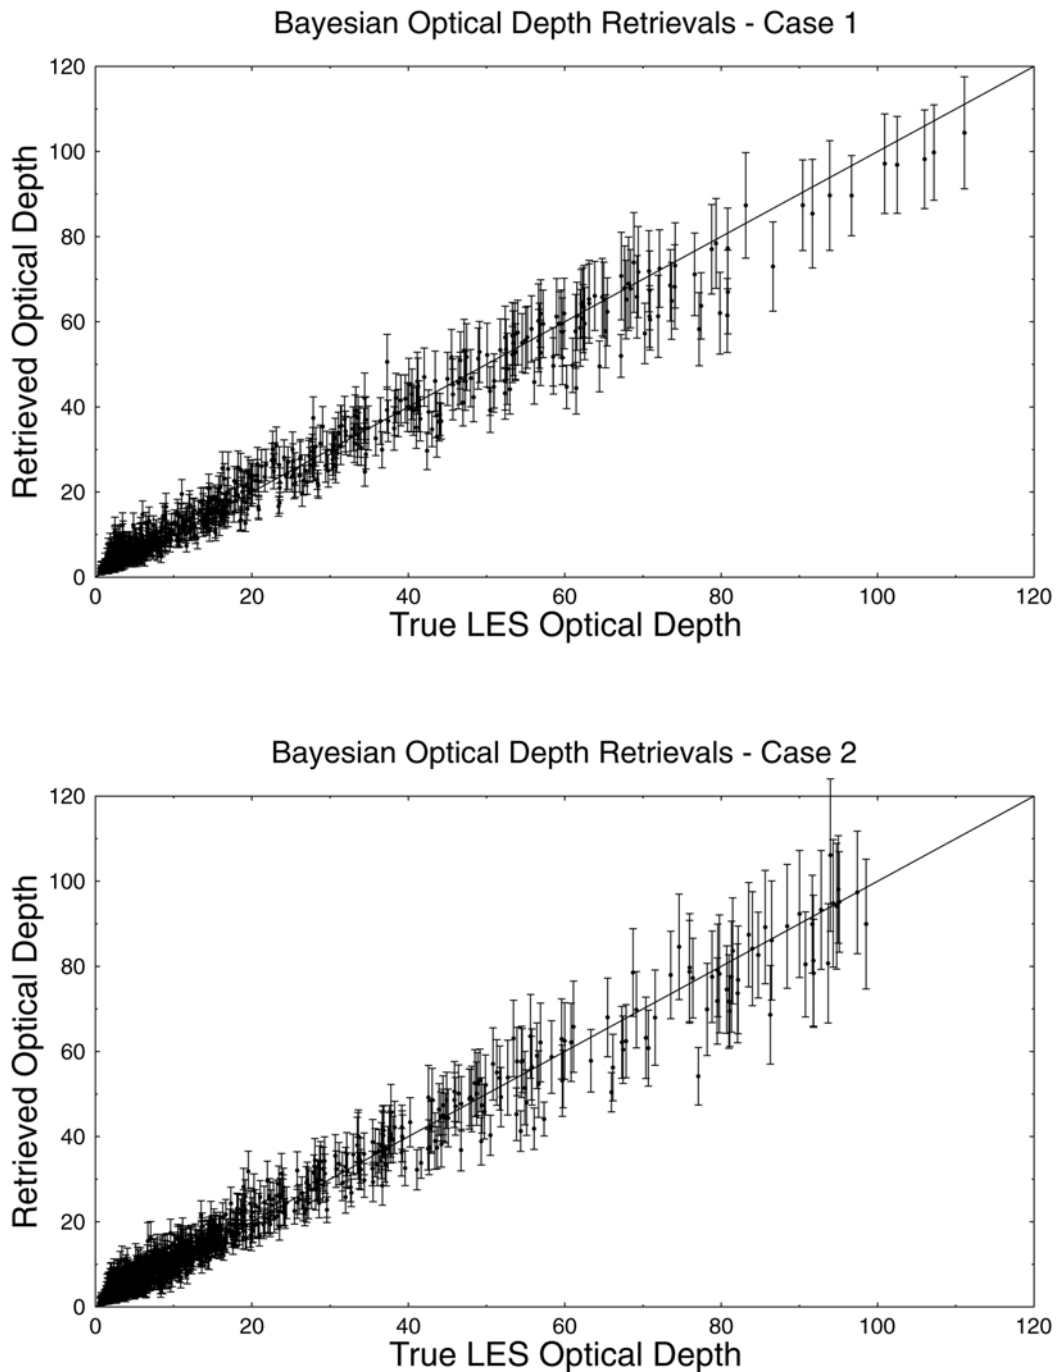 Bayesian Optical Depth Retrievals - Case 1
120
100
80
60
40
20
0
Retrieved Optical Depth
0 20 40 60 80 100 120
True LES Optical Depth
Bayesian Optical Depth Retrievals - Case 2
120
100
80
60
40
20
0
Retrieved Optical Depth
0 20 40 60 80 100 120
True LES Optical Depth